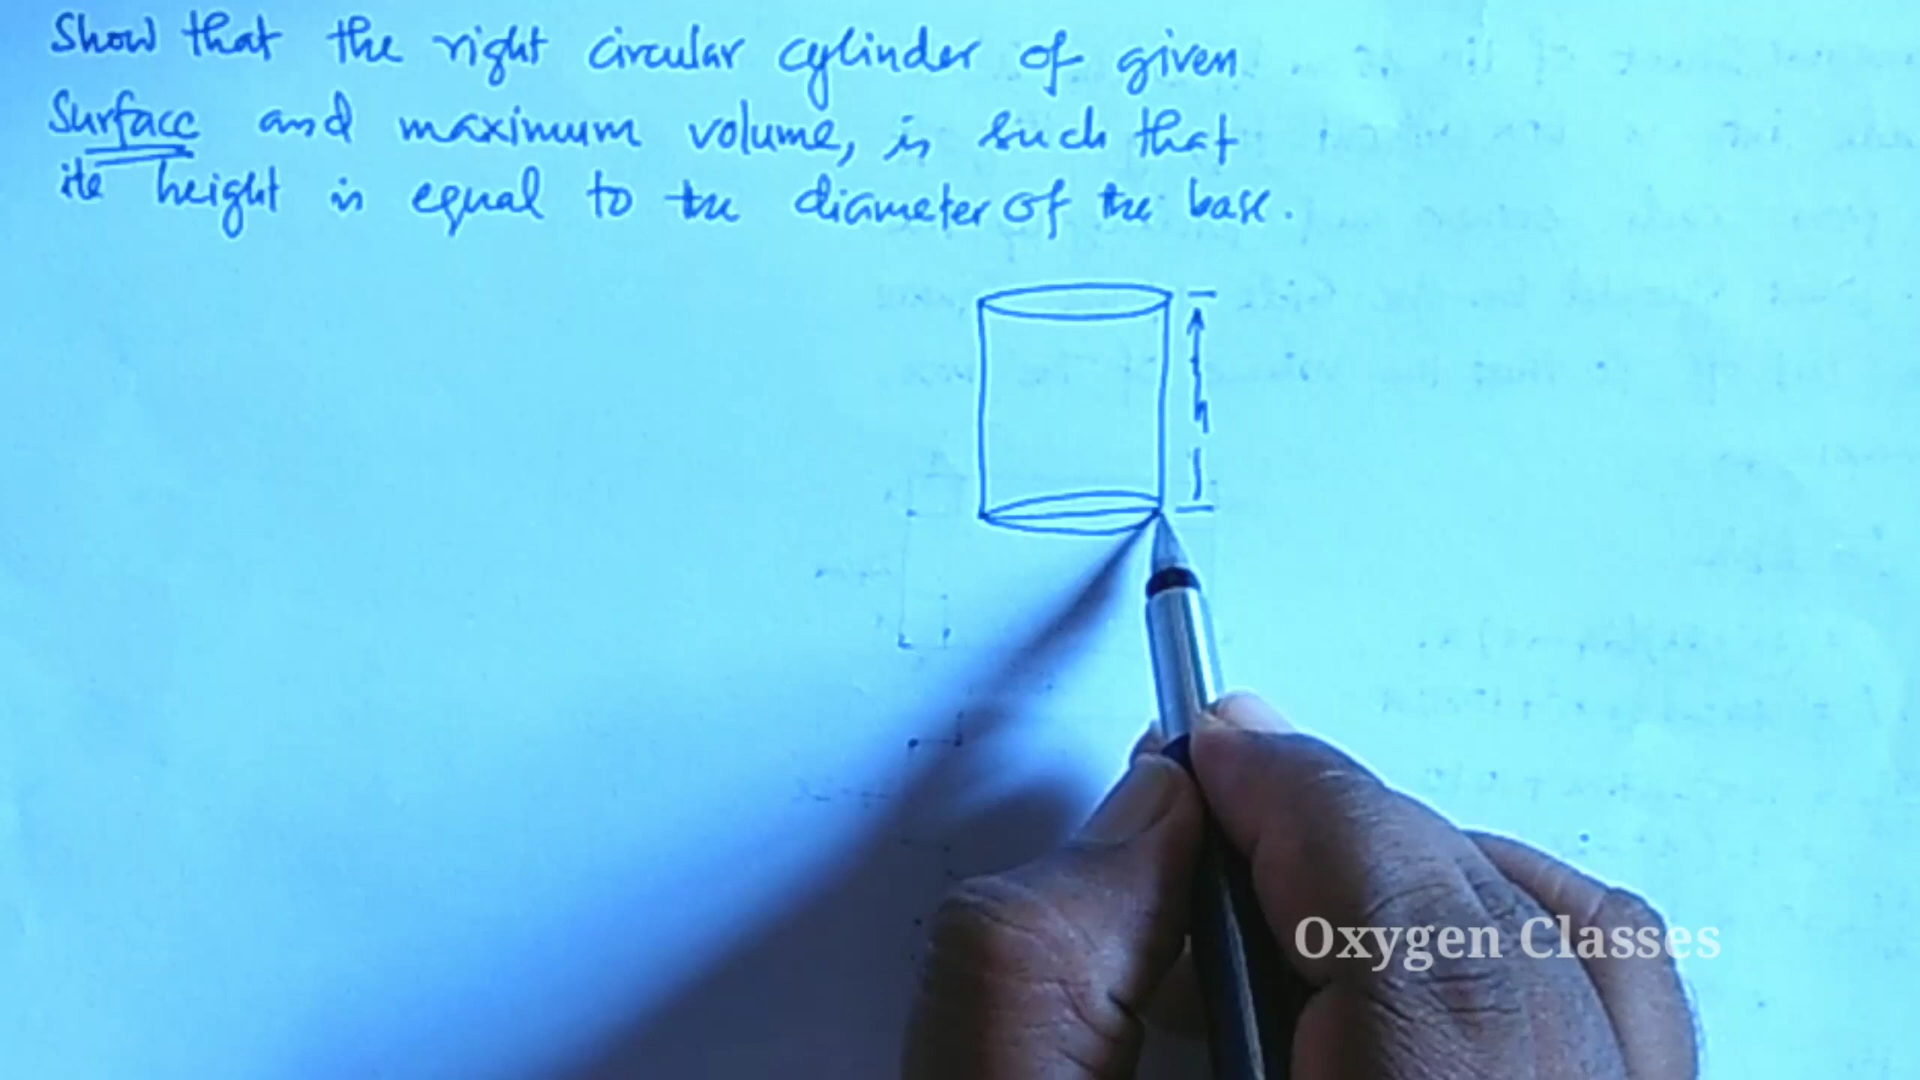 Show that the right circular cylinder of given
Surface and maximum volume, is such that
its height is equal to the diameter of the base.
h
Oxygen Classes